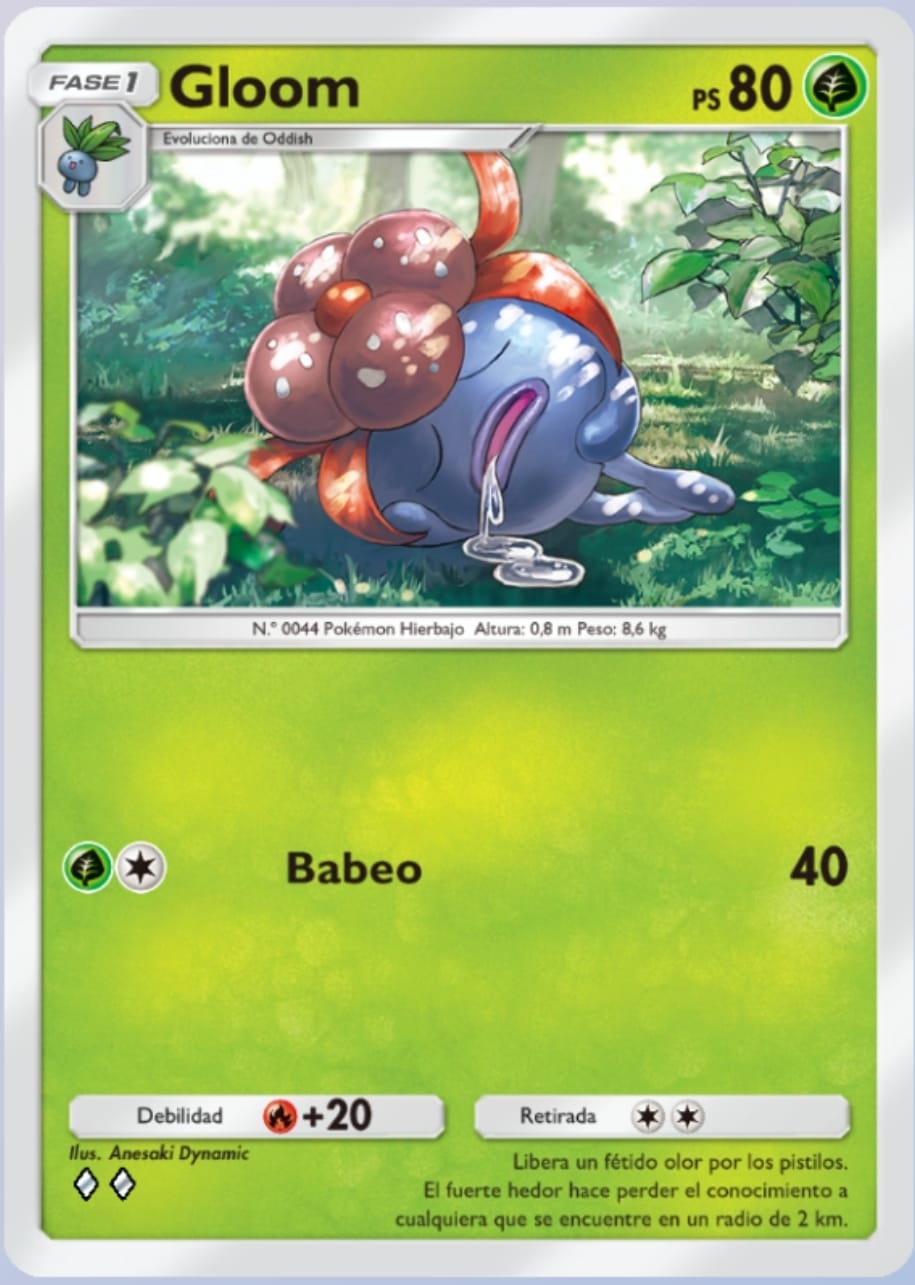 FASE 1
Gloom
PS 80
Evoluciona de Oddish
N.° 0044 Pokémon Hierbajo Altura: 0,8 m Peso: 8,6 kg
Babeo 40
Debilidad +20
Retirada
Ilus. Anesaki Dynamic
Libera un fétido olor por los pistilos.
El fuerte hedor hace perder el conocimiento a
cualquiera que se encuentre en un radio de 2 km.